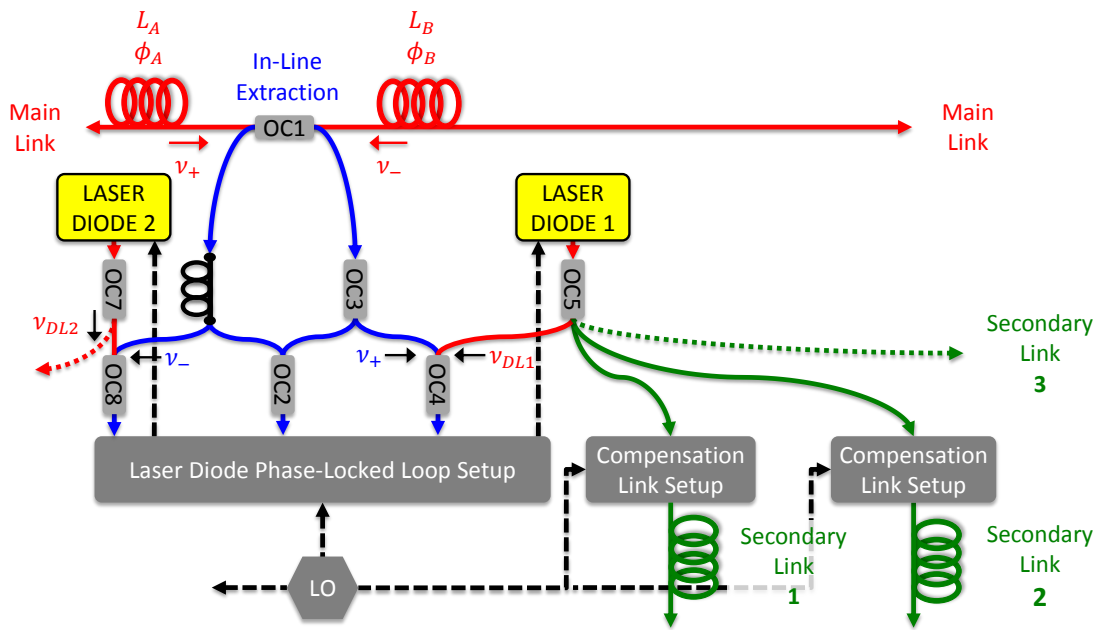 L_A
ϕ_A
L_B
ϕ_B
In-Line
Extraction
Main
Link
OC1
Main
Link
ν_+
ν_−
LASER
DIODE 2
LASER
DIODE 1
OC7
OC3
OC5
ν_DL2
ν_−
ν_+
ν_DL1
OC8
OC2
OC4
Secondary
Link
3
Laser Diode Phase-Locked Loop Setup
Compensation
Link Setup
Compensation
Link Setup
LO
Secondary
Link
1
Secondary
Link
2